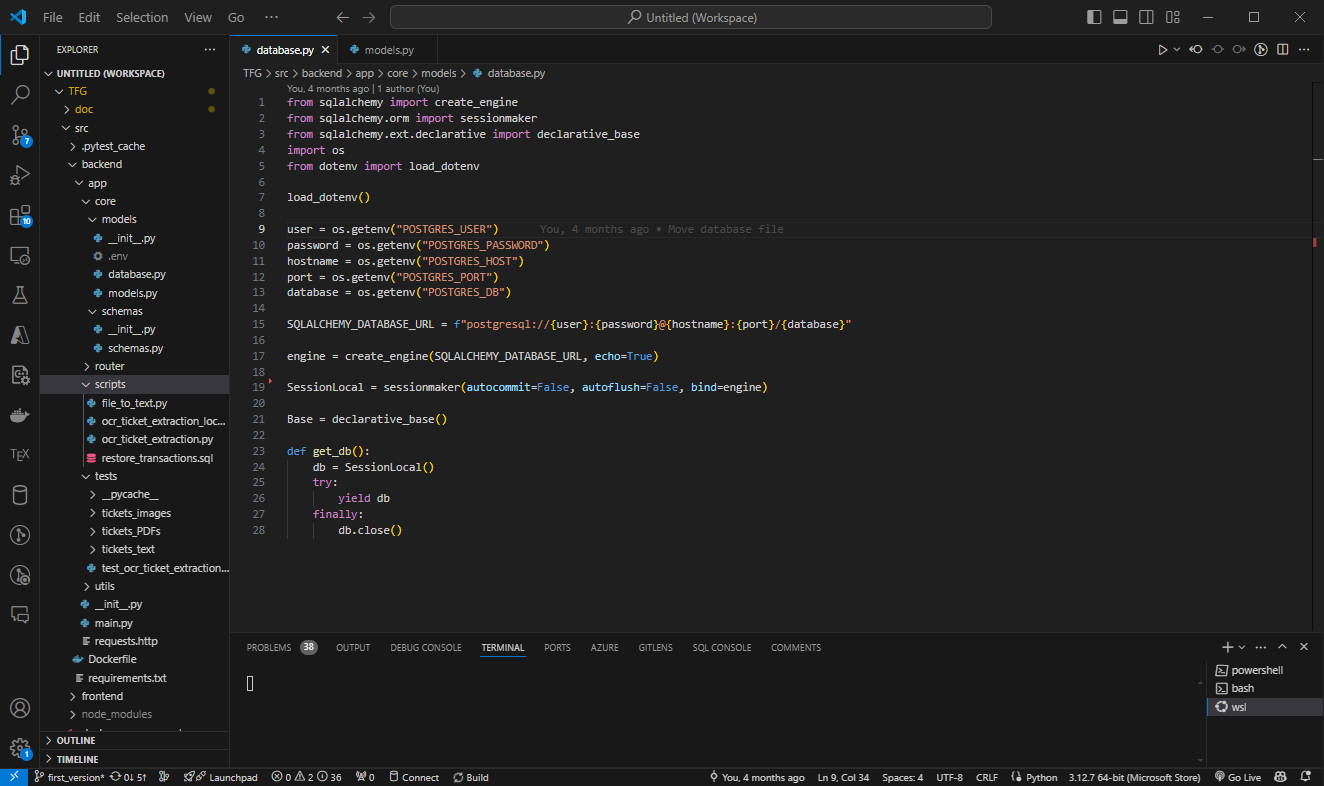 File Edit Selection View Go ··· Untitled (Workspace)
EXPLORER ···
UNTITLED (WORKSPACE)
TFG
doc
src
.pytest_cache
backend
app
core
models
__init__.py
.env
database.py
models.py
schemas
__init__.py
schemas.py
router
scripts
file_to_text.py
ocr_ticket_extraction_loc...
ocr_ticket_extraction.py
restore_transactions.sql
tests
__pycache__
tickets_images
tickets_PDFs
tickets_text
test_ocr_ticket_extraction...
utils
__init__.py
main.py
requests.http
Dockerfile
requirements.txt
frontend
node_modules
OUTLINE
TIMELINE
7
10
1
TEX
database.py models.py
TFG > src > backend > app > core > models > database.py
You, 4 months ago | 1 author (You)
1 from sqlalchemy import create_engine
2 from sqlalchemy.orm import sessionmaker
3 from sqlalchemy.ext.declarative import declarative_base
4 import os
5 from dotenv import load_dotenv
6
7 load_dotenv()
8
9 user = os.getenv("POSTGRES_USER") You, 4 months ago • Move database file
10 password = os.getenv("POSTGRES_PASSWORD")
11 hostname = os.getenv("POSTGRES_HOST")
12 port = os.getenv("POSTGRES_PORT")
13 database = os.getenv("POSTGRES_DB")
14
15 SQLALCHEMY_DATABASE_URL = f"postgresql://{user}:{password}@{hostname}:{port}/{database}"
16
17 engine = create_engine(SQLALCHEMY_DATABASE_URL, echo=True)
18
19 SessionLocal = sessionmaker(autocommit=False, autoflush=False, bind=engine)
20
21 Base = declarative_base()
22
23 def get_db():
24 db = SessionLocal()
25 try:
26 yield db
27 finally:
28 db.close()
PROBLEMS 38 OUTPUT DEBUG CONSOLE TERMINAL PORTS AZURE GITLENS SQL CONSOLE COMMENTS
powershell
bash
wsl
first_version* 0↓ 5↑ Launchpad 0 2 36 0 Connect Build You, 4 months ago Ln 9, Col 34 Spaces: 4 UTF-8 CRLF Python 3.12.7 64-bit (Microsoft Store) Go Live